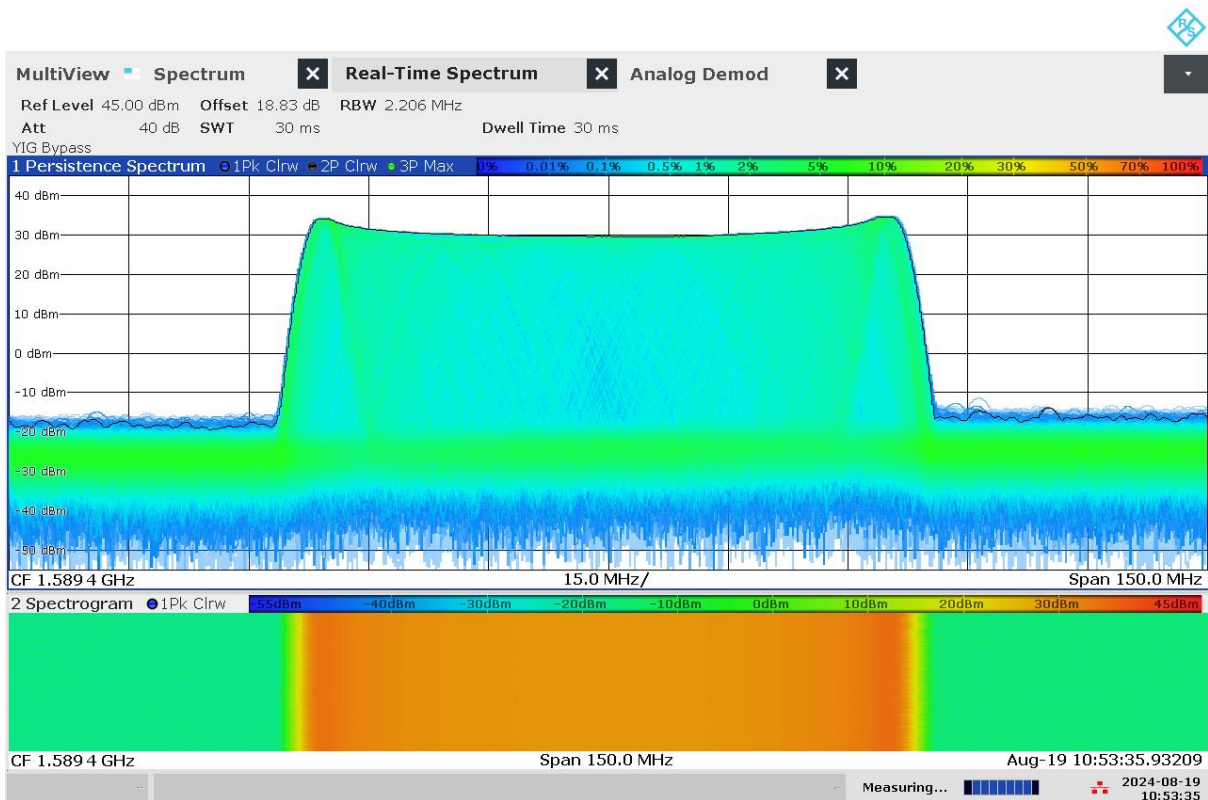 R&S
MultiView Spectrum X Real-Time Spectrum X Analog Demod X
Ref Level 45.00 dBm Offset 18.83 dB RBW 2.206 MHz
Att 40 dB SWT 30 ms Dwell Time 30 ms
YIG Bypass
1 Persistence Spectrum 1Pk Clrw 2P Clrw 3P Max 0% 0.01% 0.1% 0.5% 1% 2% 5% 10% 20% 30% 50% 70% 100%
40 dBm
30 dBm
20 dBm
10 dBm
0 dBm
-10 dBm
-20 dBm
-30 dBm
-40 dBm
-50 dBm
CF 1.589 4 GHz 15.0 MHz/ Span 150.0 MHz
2 Spectrogram 1Pk Clrw -55dBm -40dBm -30dBm -20dBm -10dBm 0dBm 10dBm 20dBm 30dBm 45dBm
CF 1.589 4 GHz Span 150.0 MHz Aug-19 10:53:35.93209
Measuring... 2024-08-19
10:53:35